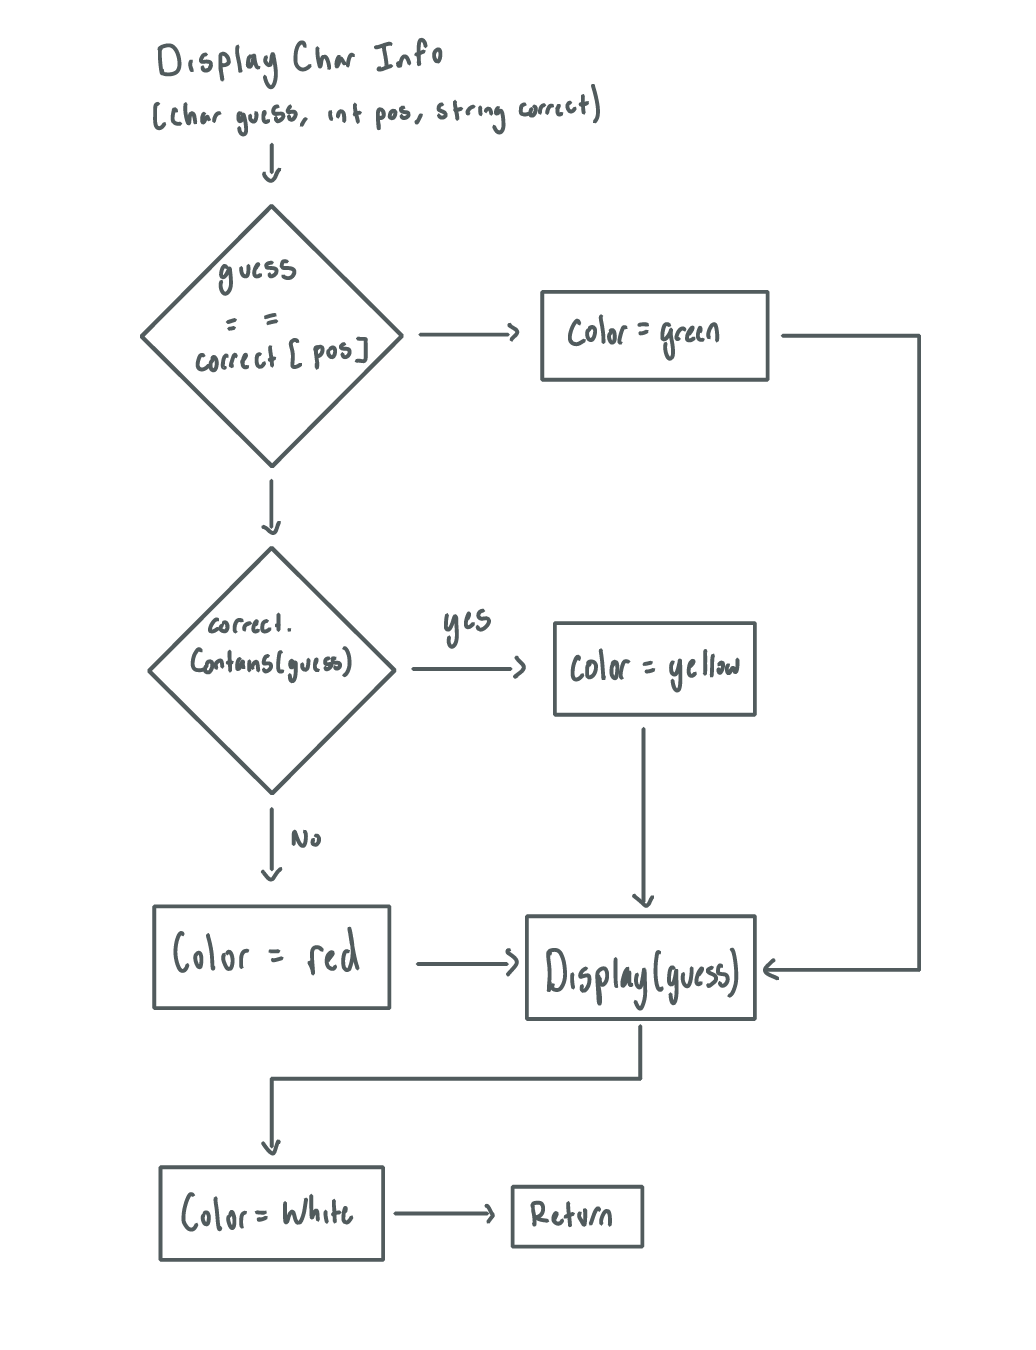 Display Char Info
(char guess, int pos, string correct)
guess
= =
correct [pos]
Color = green
correct.
Contains(guess)
yes
Color = yellow
No
Color = red
Display(guess)
Color = White
Return